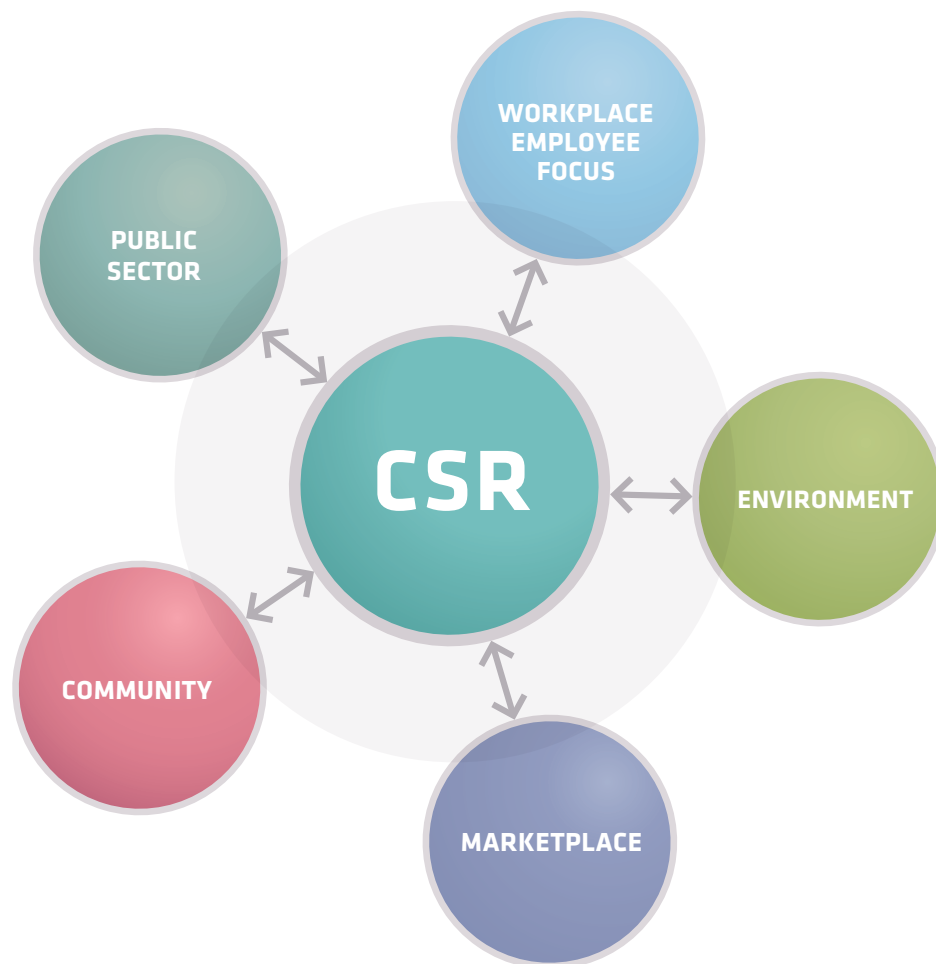 WORKPLACE
EMPLOYEE
FOCUS
PUBLIC
SECTOR
CSR
ENVIRONMENT
COMMUNITY
MARKETPLACE